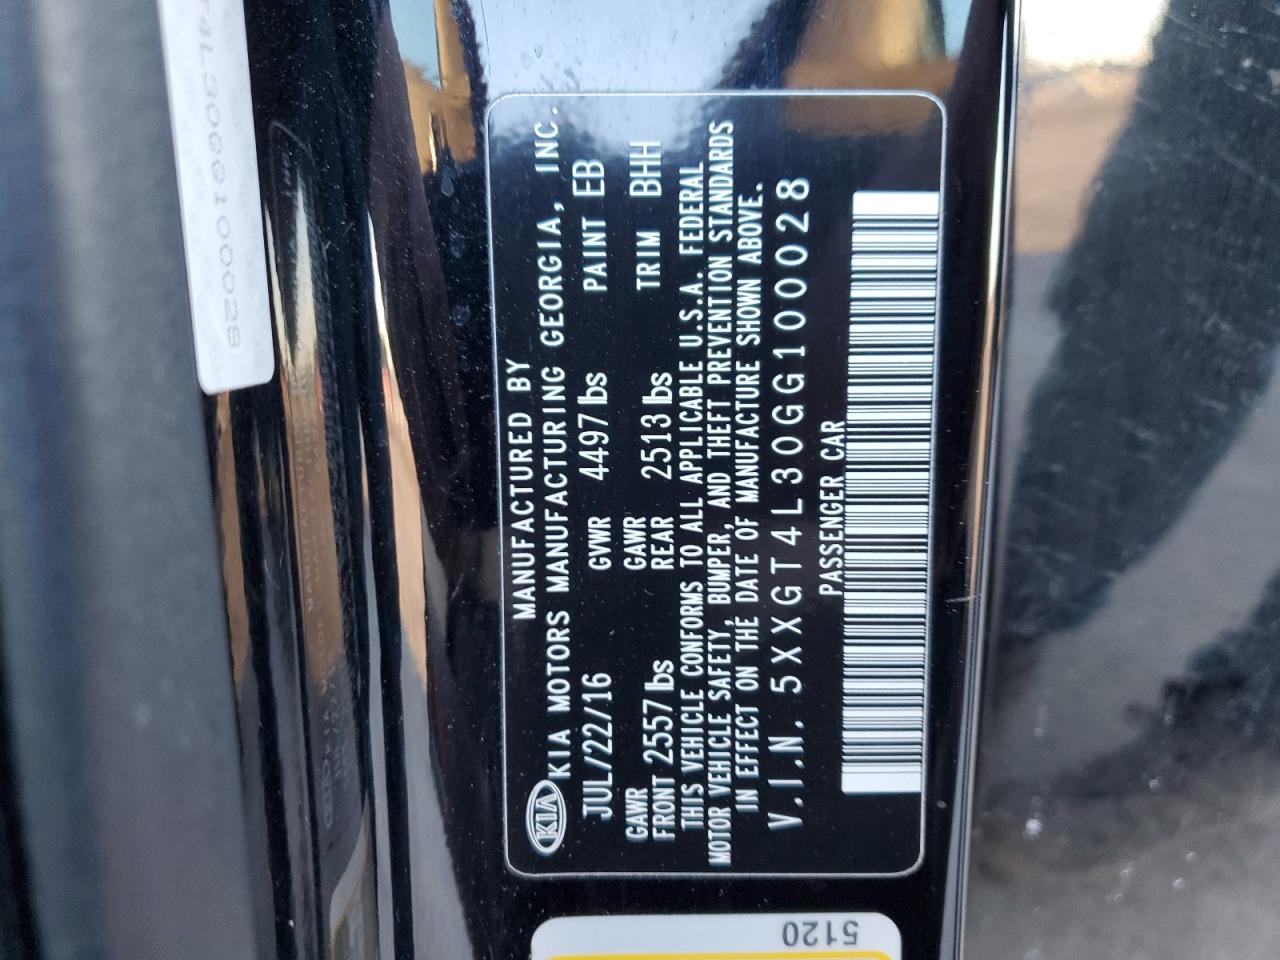 MANUFACTURED BY
KIA KIA MOTORS MANUFACTURING GEORGIA, INC.
JUL/22/16 GVWR 4497 lbs PAINT EB
GAWR FRONT 2557 lbs GAWR REAR 2513 lbs TRIM BHH
THIS VEHICLE CONFORMS TO ALL APPLICABLE U.S.A. FEDERAL
MOTOR VEHICLE SAFETY, BUMPER, AND THEFT PREVENTION STANDARDS
IN EFFECT ON THE DATE OF MANUFACTURE SHOWN ABOVE.
V.I.N. 5XXGT4L30GG100028
PASSENGER CAR
T4L30GG100028
5120